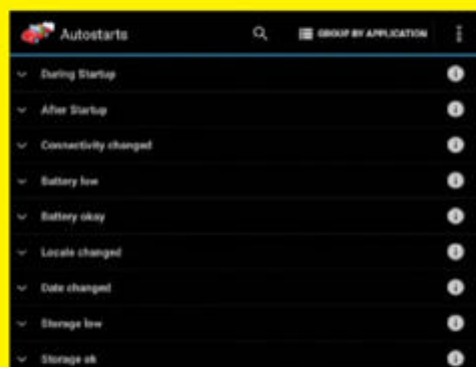 Autostarts
GROUP BY APPLICATION
During Startup
After Startup
Connectivity changed
Battery low
Battery okay
Locale changed
Date changed
Storage low
Storage ok